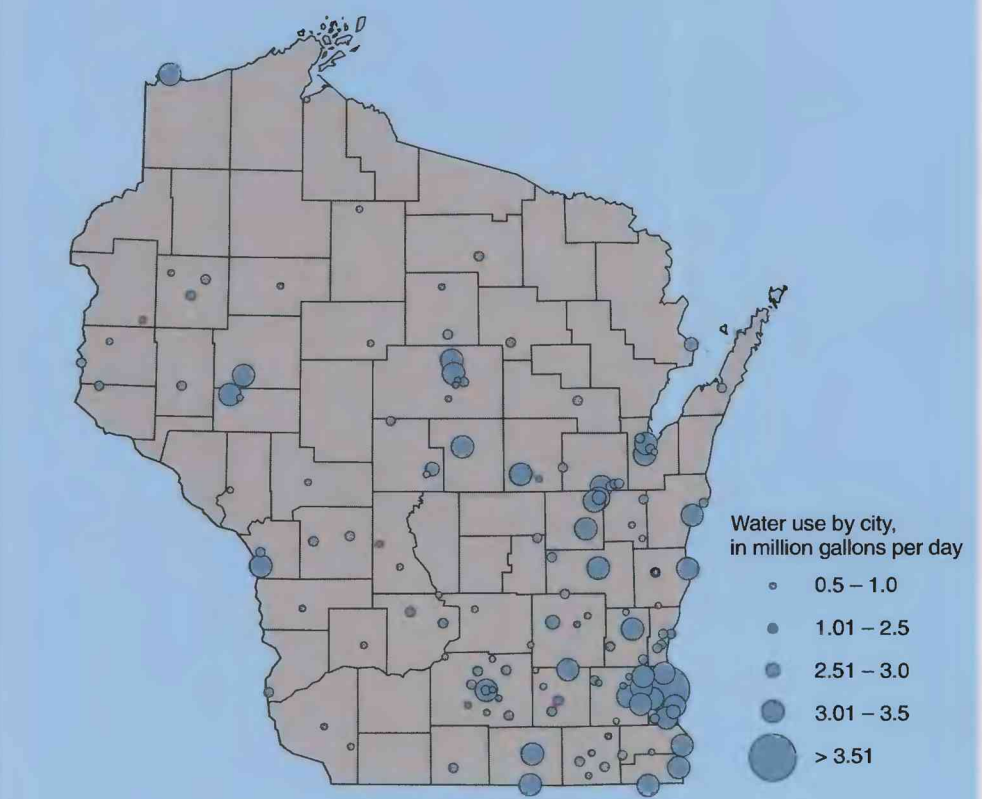 Water use by city,
in million gallons per day
0.5 – 1.0
1.01 – 2.5
2.51 – 3.0
3.01 – 3.5
> 3.51